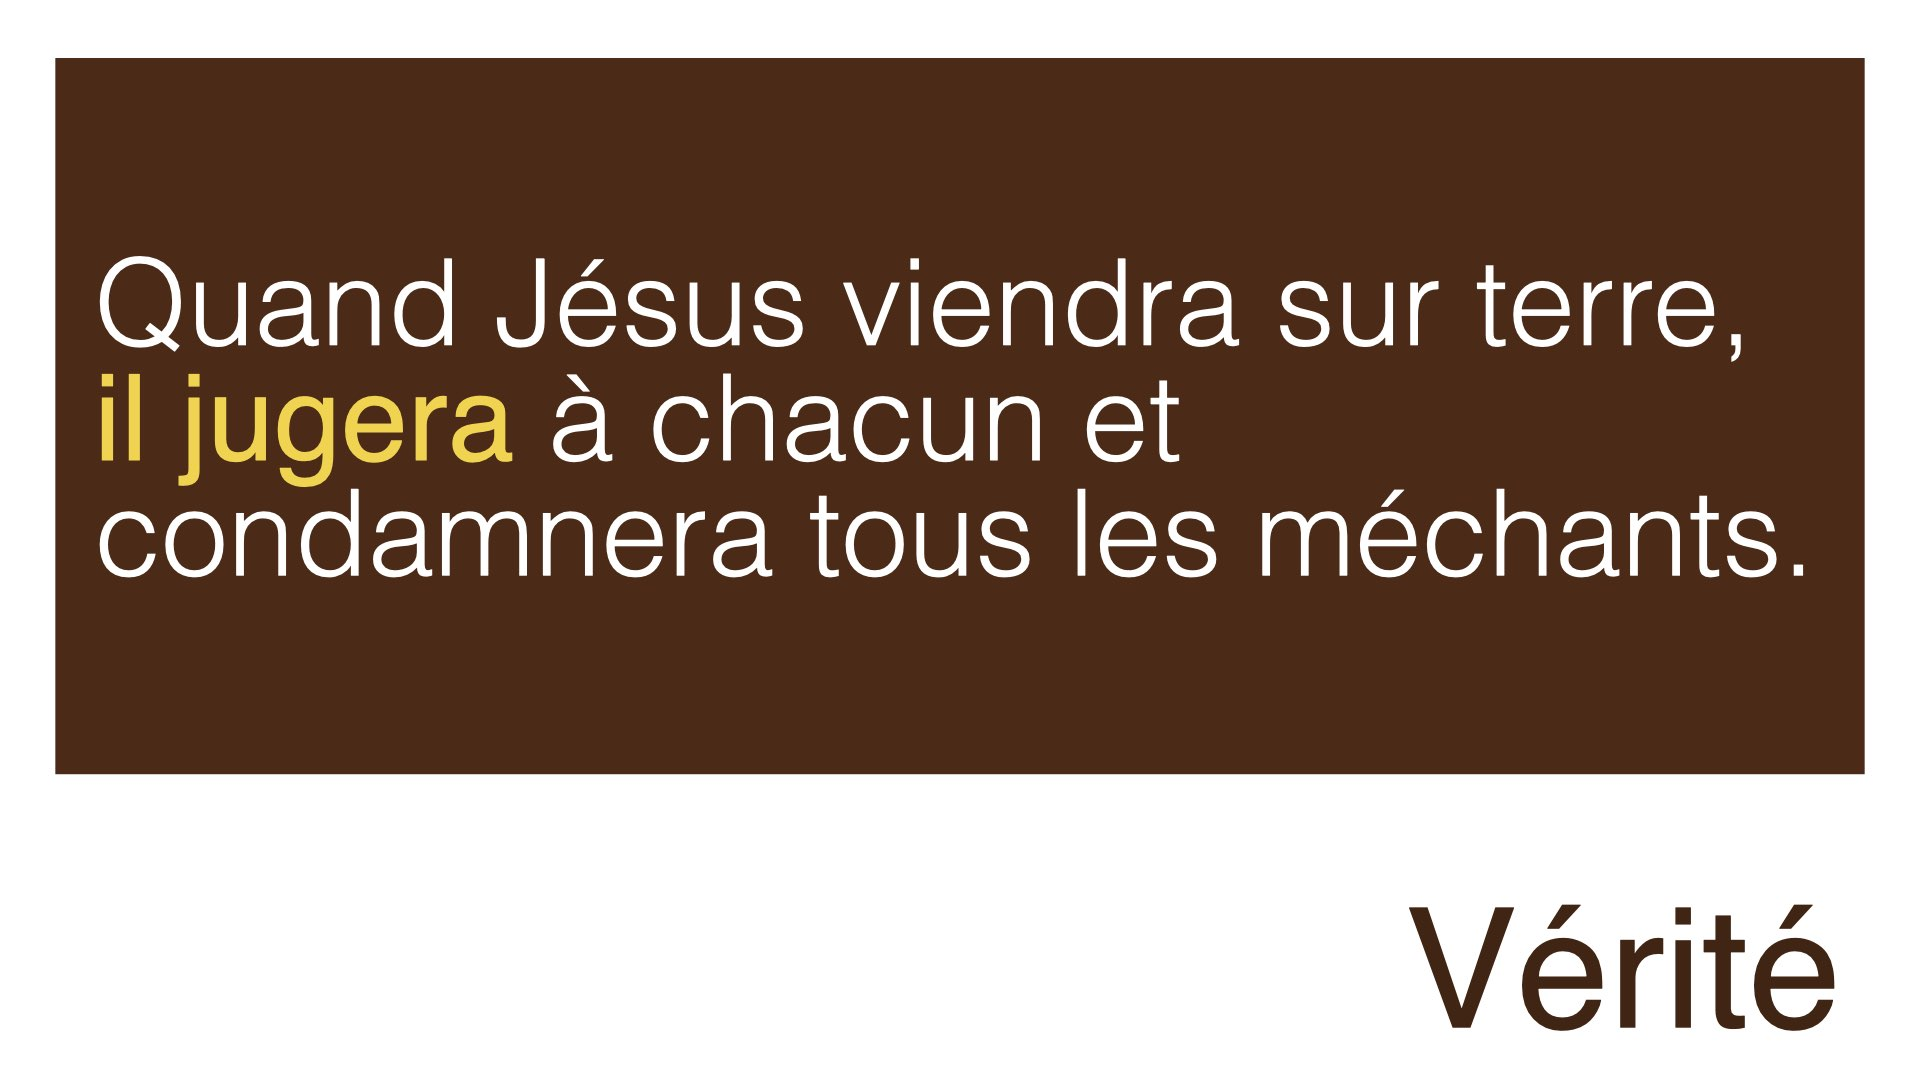 Quand Jésus viendra sur terre,
il jugera à chacun et
condamnera tous les méchants.
Vérité